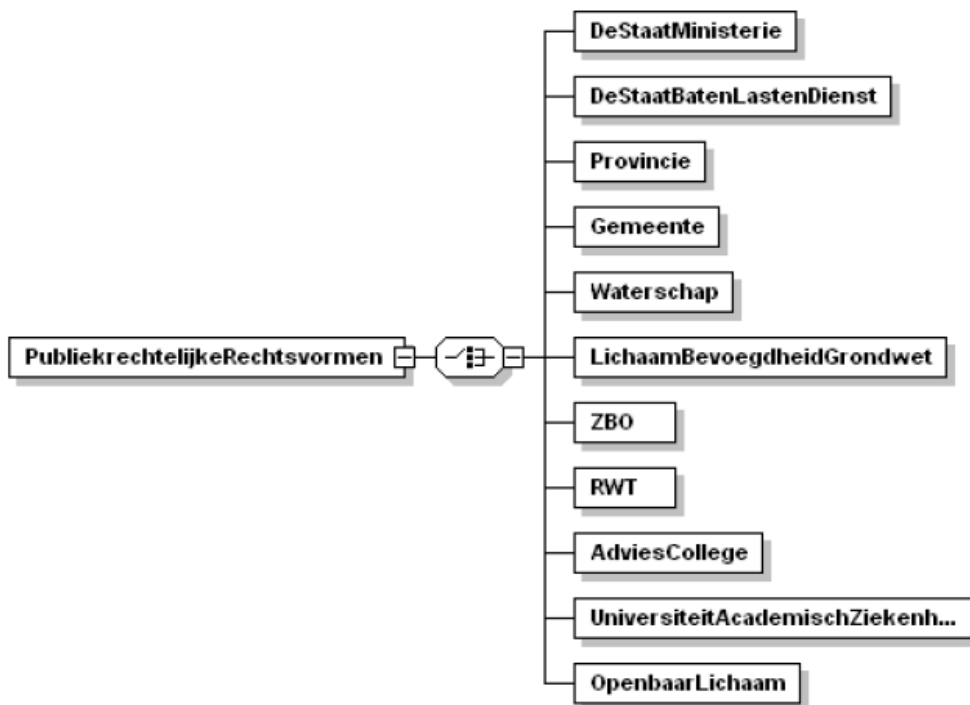 DeStaatMinisterie
DeStaatBatenLastenDienst
Provincie
Gemeente
Waterschap
PubliekrechtelijkeRechtsvormen
LichaamBevoegdheidGrondwet
ZBO
RWT
AdviesCollege
UniversiteitAcademischZiekenh...
OpenbaarLichaam